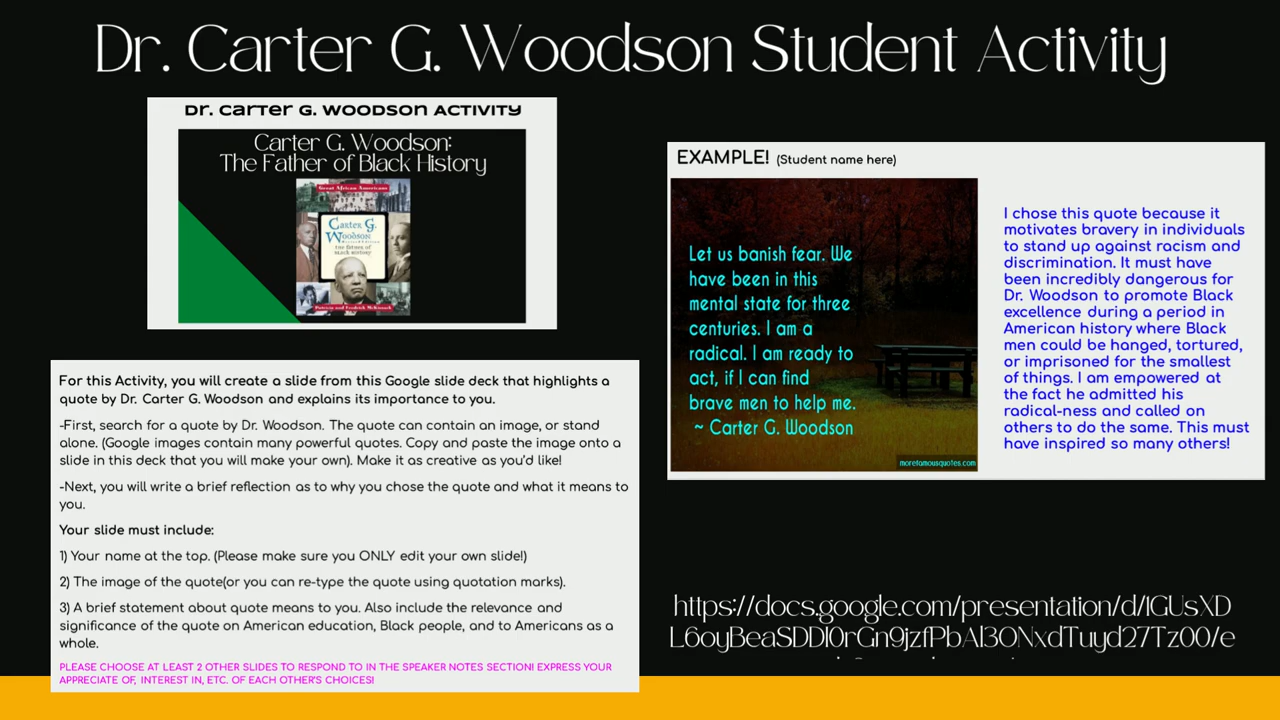 Dr. Carter G. Woodson Student Activity
Dr. Carter G. Woodson Activity
Carter G. Woodson:
The Father of Black History
Great African Americans
Carter G.
Woodson
the father of
black history
Patricia and Fredrick McKissack
For this Activity, you will create a slide from this Google slide deck that highlights a
quote by Dr. Carter G. Woodson and explains its importance to you.
-First, search for a quote by Dr. Woodson. The quote can contain an image, or stand
alone. (Google images contain many powerful quotes. Copy and paste the image onto a
slide in this deck that you will make your own). Make it as creative as you'd like!
-Next, you will write a brief reflection as to why you chose the quote and what it means to
you.
Your slide must include:
1) Your name at the top. (Please make sure you ONLY edit your own slide!)
2) The image of the quote(or you can re-type the quote using quotation marks).
3) A brief statement about quote means to you. Also include the relevance and
significance of the quote on American education, Black people, and to Americans as a
whole.
PLEASE CHOOSE AT LEAST 2 OTHER SLIDES TO RESPOND TO IN THE SPEAKER NOTES SECTION! EXPRESS YOUR
APPRECIATE OF, INTEREST IN, ETC. OF EACH OTHER'S CHOICES!
EXAMPLE! (Student name here)
Let us banish fear. We
have been in this
mental state for three
centuries. I am a
radical. I am ready to
act, if I can find
brave men to help me.
~ Carter G. Woodson
morefamousquotes.com
I chose this quote because it
motivates bravery in individuals
to stand up against racism and
discrimination. It must have
been incredibly dangerous for
Dr. Woodson to promote Black
excellence during a period in
American history where Black
men could be hanged, tortured,
or imprisoned for the smallest
of things. I am empowered at
the fact he admitted his
radical-ness and called on
others to do the same. This must
have inspired so many others!
https://docs.google.com/presentation/d/1GUsXD
L6oyBeaSDDl0rGn9jzfPbAl3ONxdTuyd27Tz00/e